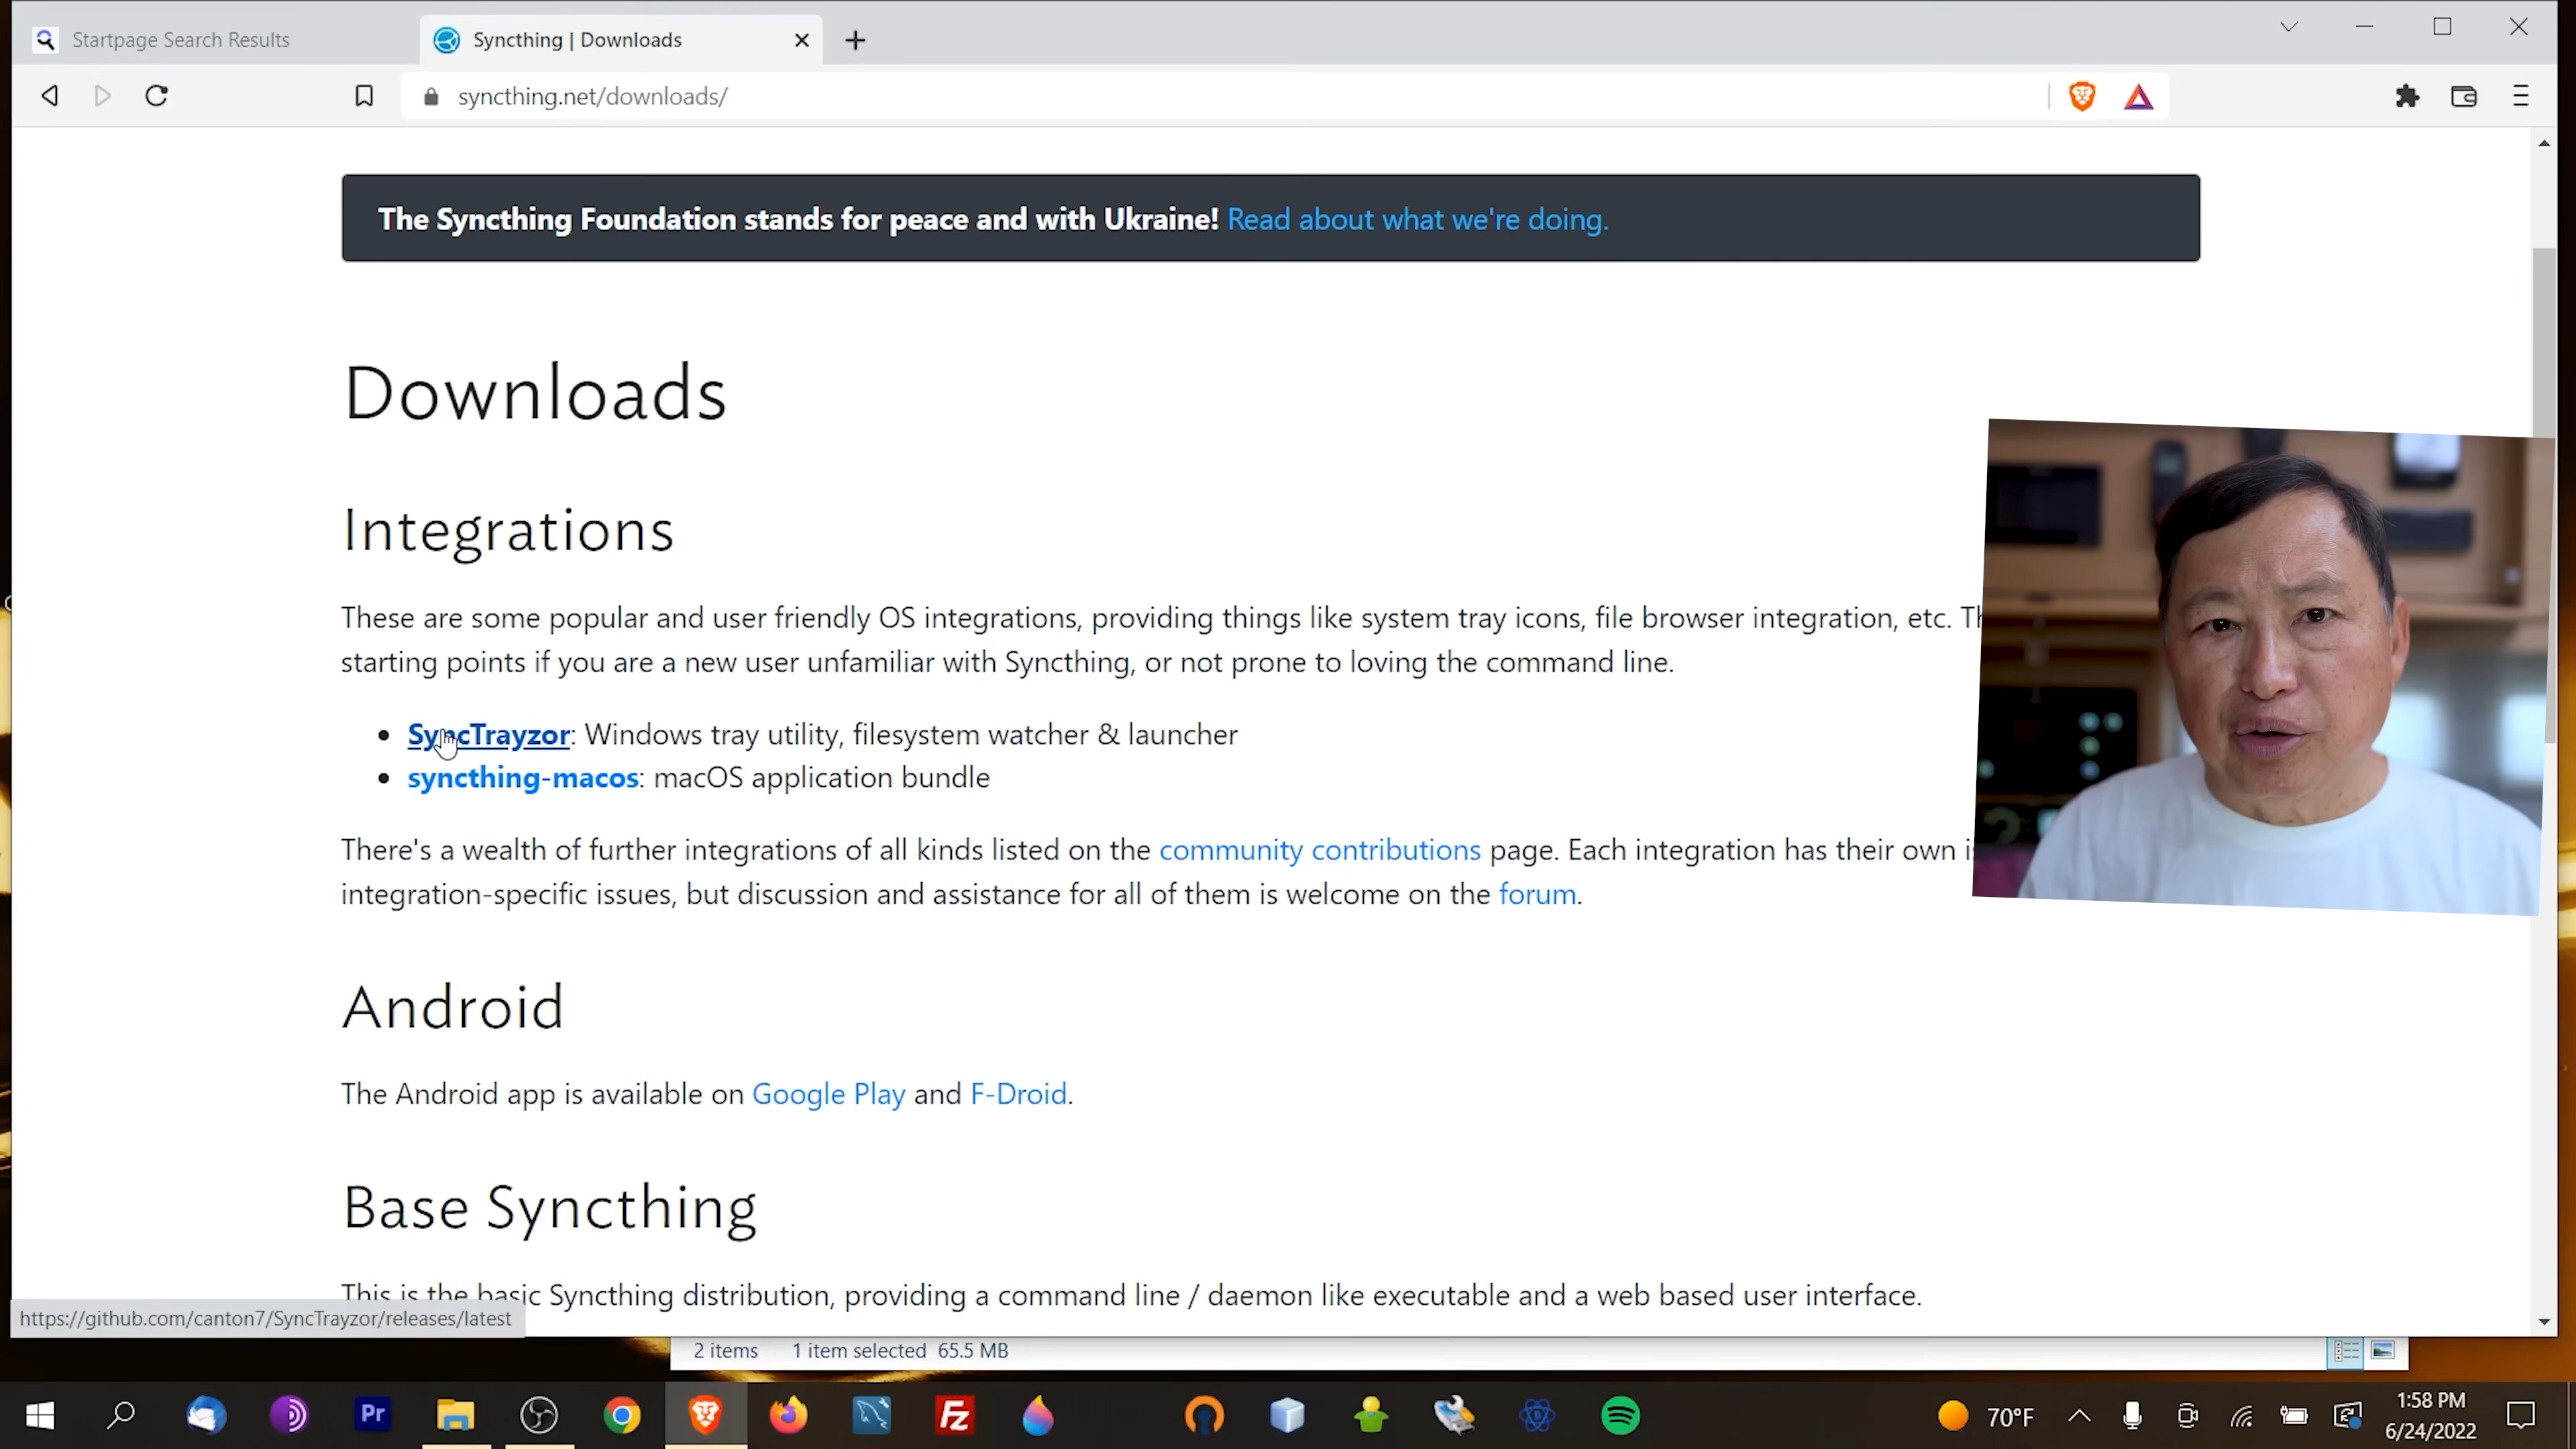 Startpage Search Results
Syncthing | Downloads
syncthing.net/downloads/
The Syncthing Foundation stands for peace and with Ukraine! Read about what we're doing.
Downloads
Integrations
These are some popular and user friendly OS integrations, providing things like system tray icons, file browser integration, etc.
starting points if you are a new user unfamiliar with Syncthing, or not prone to loving the command line.
SyncTrayzor: Windows tray utility, filesystem watcher & launcher
syncthing-macos: macOS application bundle
There's a wealth of further integrations of all kinds listed on the community contributions page. Each integration has their own
integration-specific issues, but discussion and assistance for all of them is welcome on the forum.
Android
The Android app is available on Google Play and F-Droid.
Base Syncthing
This is the basic Syncthing distribution, providing a command line / daemon like executable and a web based user interface.
https://github.com/canton7/SyncTrayzor/releases/latest
2 items 1 item selected 65.5 MB
Pr
Fz
70°F
1:58 PM
6/24/2022